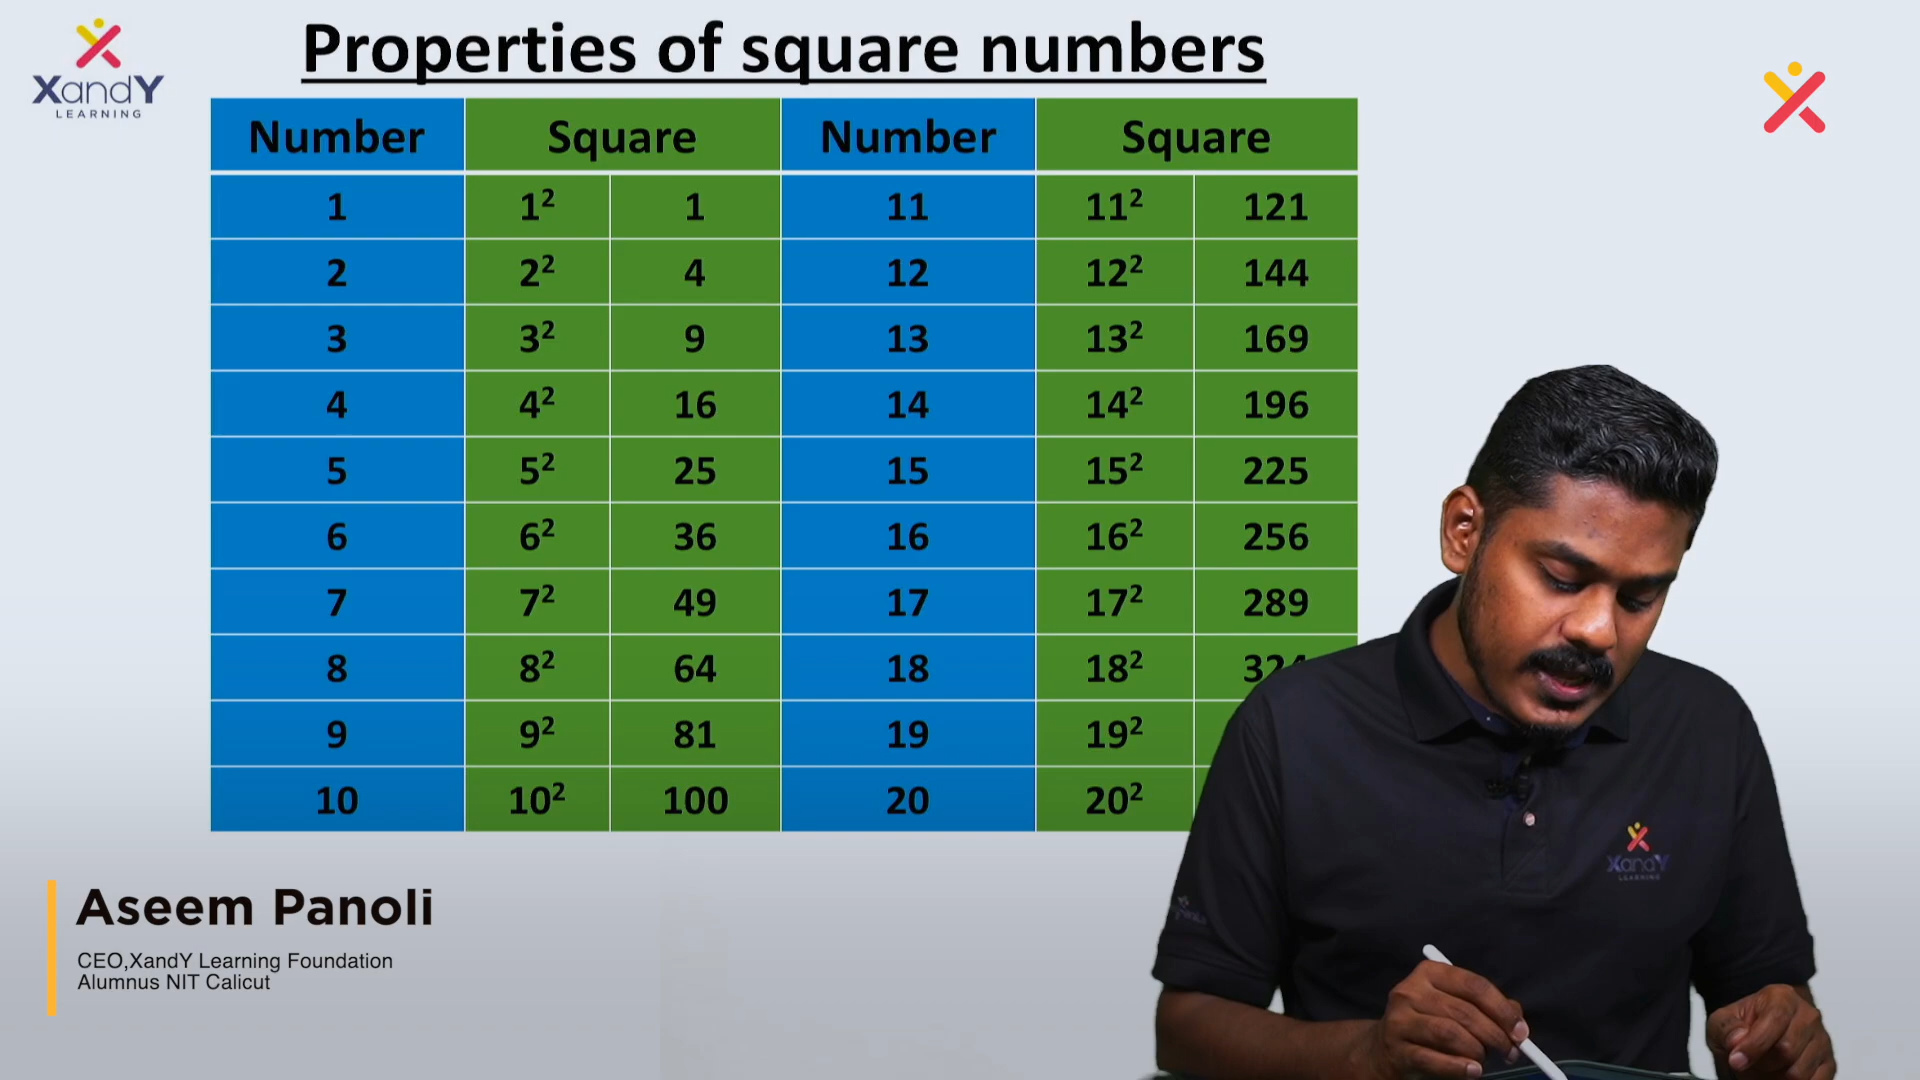 XandY
LEARNING
Properties of square numbers
Number Square Number Square
1 1² 1 11 11² 121
2 2² 4 12 12² 144
3 3² 9 13 13² 169
4 4² 16 14 14² 196
5 5² 25 15 15² 225
6 6² 36 16 16² 256
7 7² 49 17 17² 289
8 8² 64 18 18² 324
9 9² 81 19 19²
10 10² 100 20 20²
Aseem Panoli
CEO,XandY Learning Foundation
Alumnus NIT Calicut
XandY
LEARNING